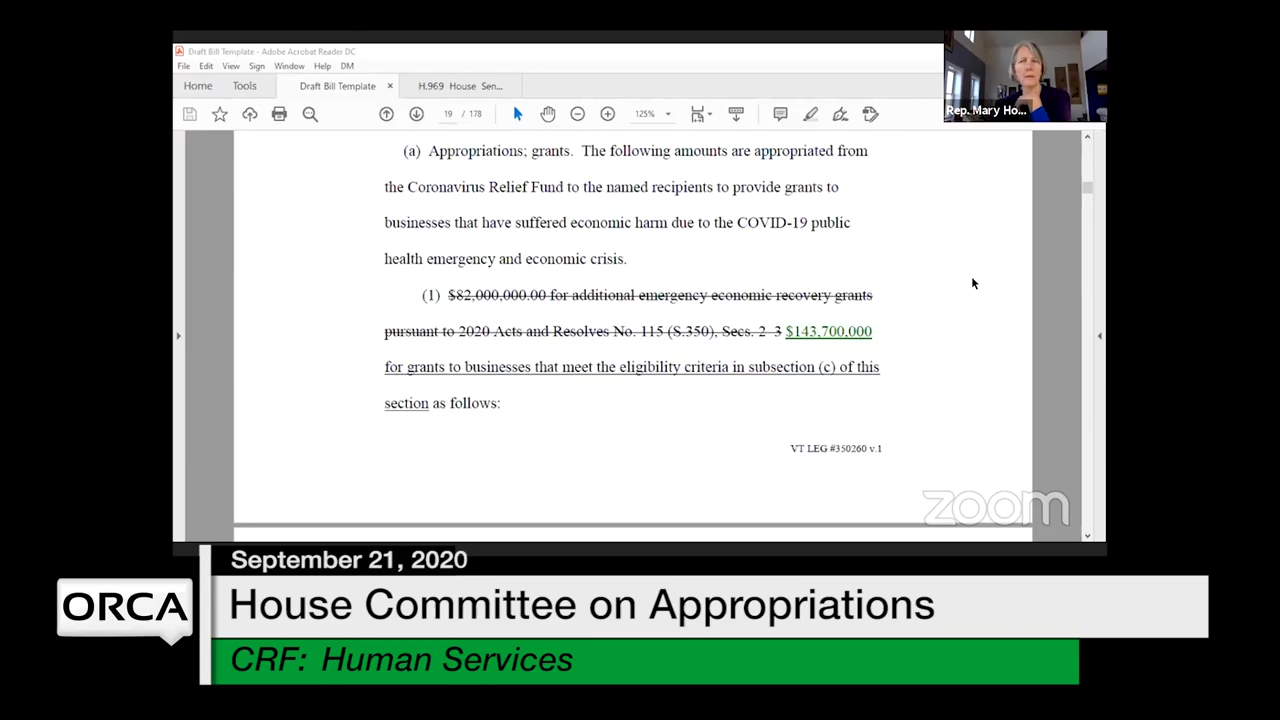 Draft Bill Template - Adobe Acrobat Reader DC
File Edit View Sign Window Help DM
Home Tools Draft Bill Template × H.969 House Sen...
19 / 178 125%
Rep. Mary Ho...
(a) Appropriations; grants. The following amounts are appropriated from
the Coronavirus Relief Fund to the named recipients to provide grants to
businesses that have suffered economic harm due to the COVID-19 public
health emergency and economic crisis.
(1) $82,000,000.00 for additional emergency economic recovery grants
pursuant to 2020 Acts and Resolves No. 115 (S.350), Secs. 2–3 $143,700,000
for grants to businesses that meet the eligibility criteria in subsection (c) of this
section as follows:
VT LEG #350260 v.1
zoom
September 21, 2020
ORCA
House Committee on Appropriations
CRF: Human Services